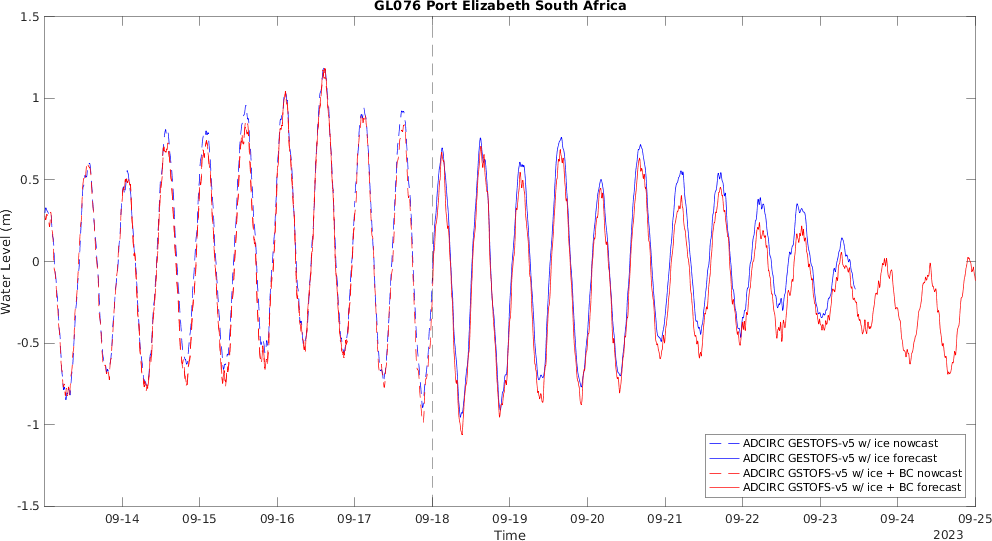 GL076 Port Elizabeth South Africa
1.5
1
0.5
0
-0.5
-1
-1.5
Water Level (m)
09-14
09-15
09-16
09-17
09-18
09-19
09-20
09-21
09-22
09-23
09-24
09-25
Time
2023
ADCIRC GESTOFS-v5 w/ ice nowcast
ADCIRC GESTOFS-v5 w/ ice forecast
ADCIRC GSTOFS-v5 w/ ice + BC nowcast
ADCIRC GSTOFS-v5 w/ ice + BC forecast